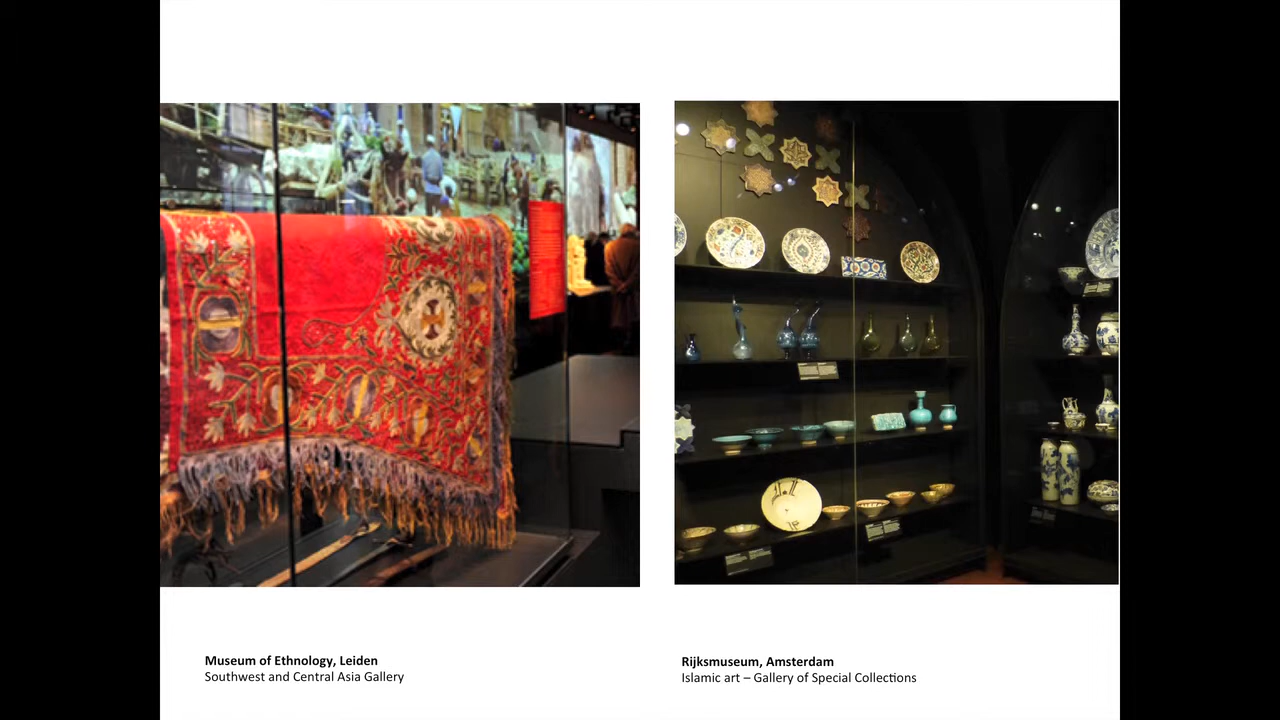 Museum of Ethnology, Leiden
Southwest and Central Asia Gallery
Rijksmuseum, Amsterdam
Islamic art – Gallery of Special Collections